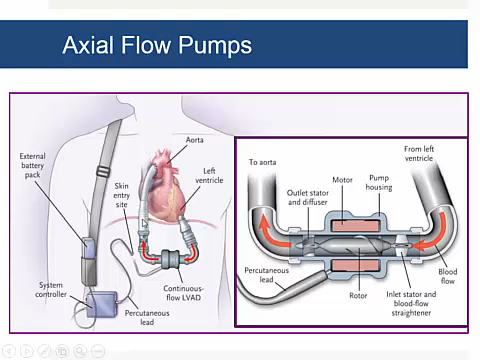 Axial Flow Pumps
Aorta
External
battery
pack
Left
ventricle
Skin
entry
site
System
controller
Percutaneous
lead
Continuous-
flow LVAD
From left
ventricle
To aorta
Motor
Pump
housing
Outlet stator
and diffuser
Percutaneous
lead
Rotor
Inlet stator and
blood-flow
straightener
Blood
flow